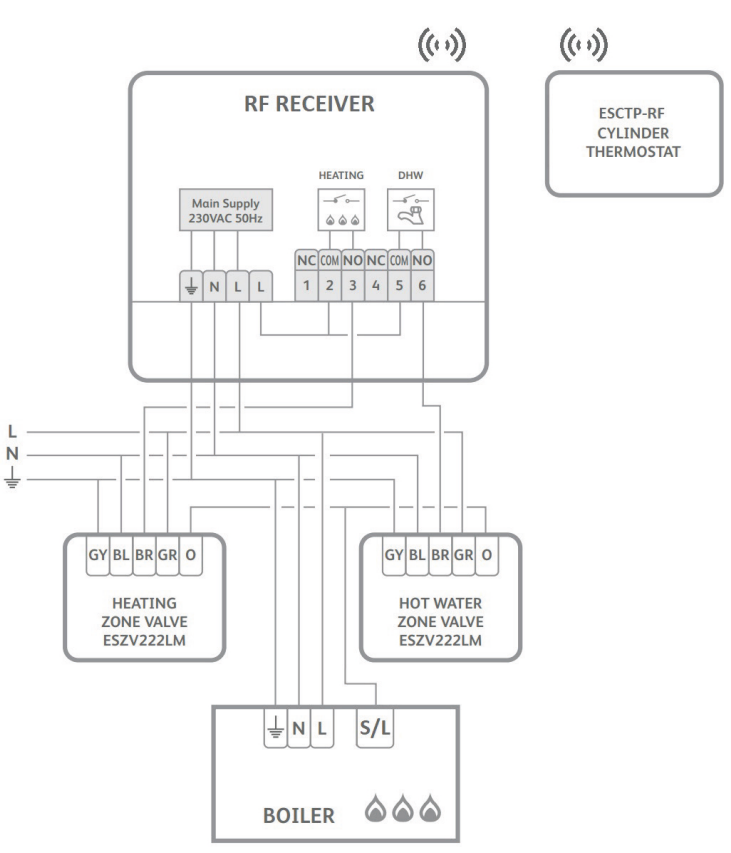 RF RECEIVER
ESCTP-RF
CYLINDER
THERMOSTAT
HEATING DHW
Main Supply
230VAC 50Hz
NC COM NO NC COM NO
N L L 1 2 3 4 5 6
L
N
GY BL BR GR O
HEATING
ZONE VALVE
ESZV222LM
GY BL BR GR O
HOT WATER
ZONE VALVE
ESZV222LM
N L S/L
BOILER